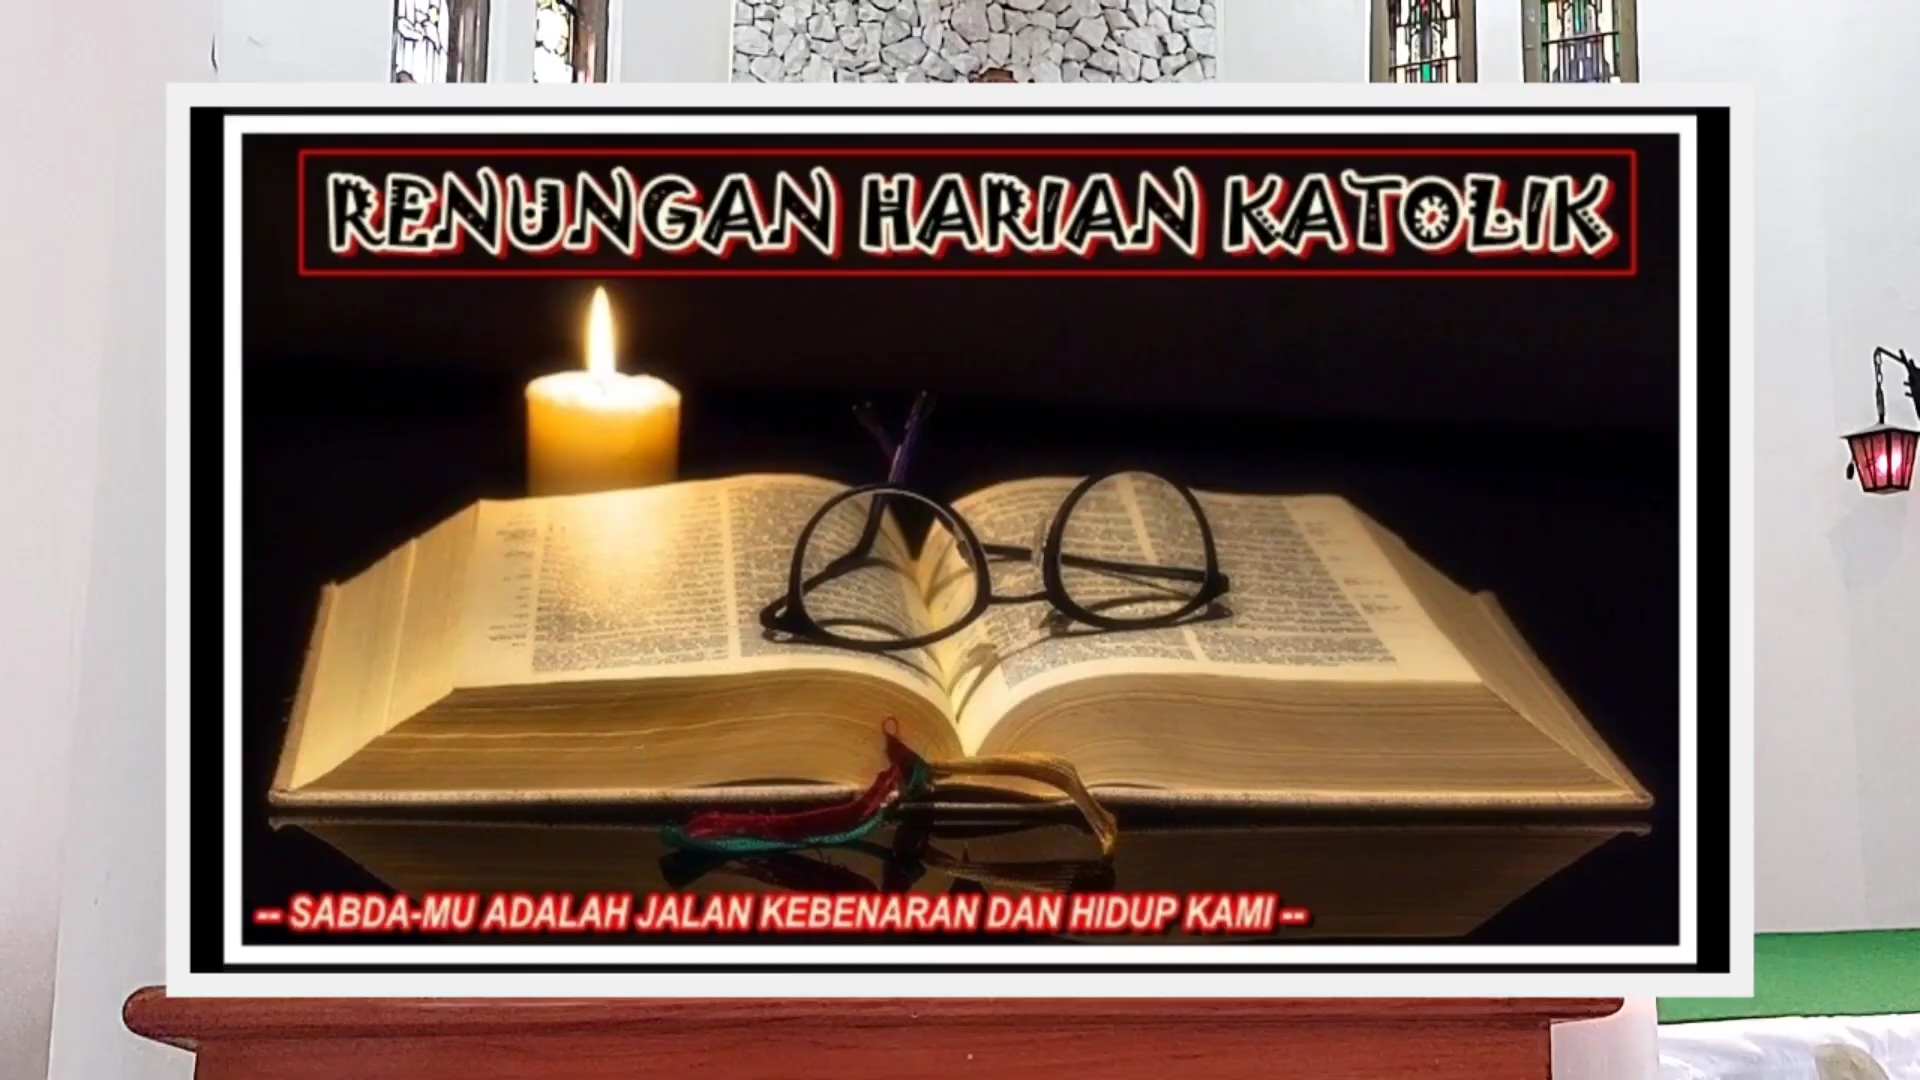 RENUNGAN HARIAN KATOLIK
-- SABDA-MU ADALAH JALAN KEBENARAN DAN HIDUP KAMI --